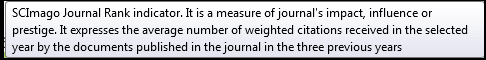 SCImago Journal Rank indicator. It is a measure of journal's impact, influence or
prestige. It expresses the average number of weighted citations received in the selected
year by the documents published in the journal in the three previous years